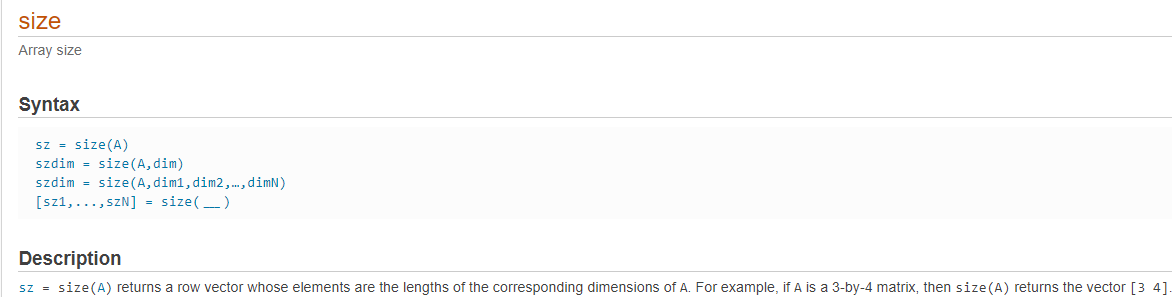 size
Array size
Syntax
sz = size(A)
szdim = size(A,dim)
szdim = size(A,dim1,dim2,…,dimN)
[sz1,...,szN] = size(__)
Description
sz = size(A) returns a row vector whose elements are the lengths of the corresponding dimensions of A. For example, if A is a 3-by-4 matrix, then size(A) returns the vector [3 4].